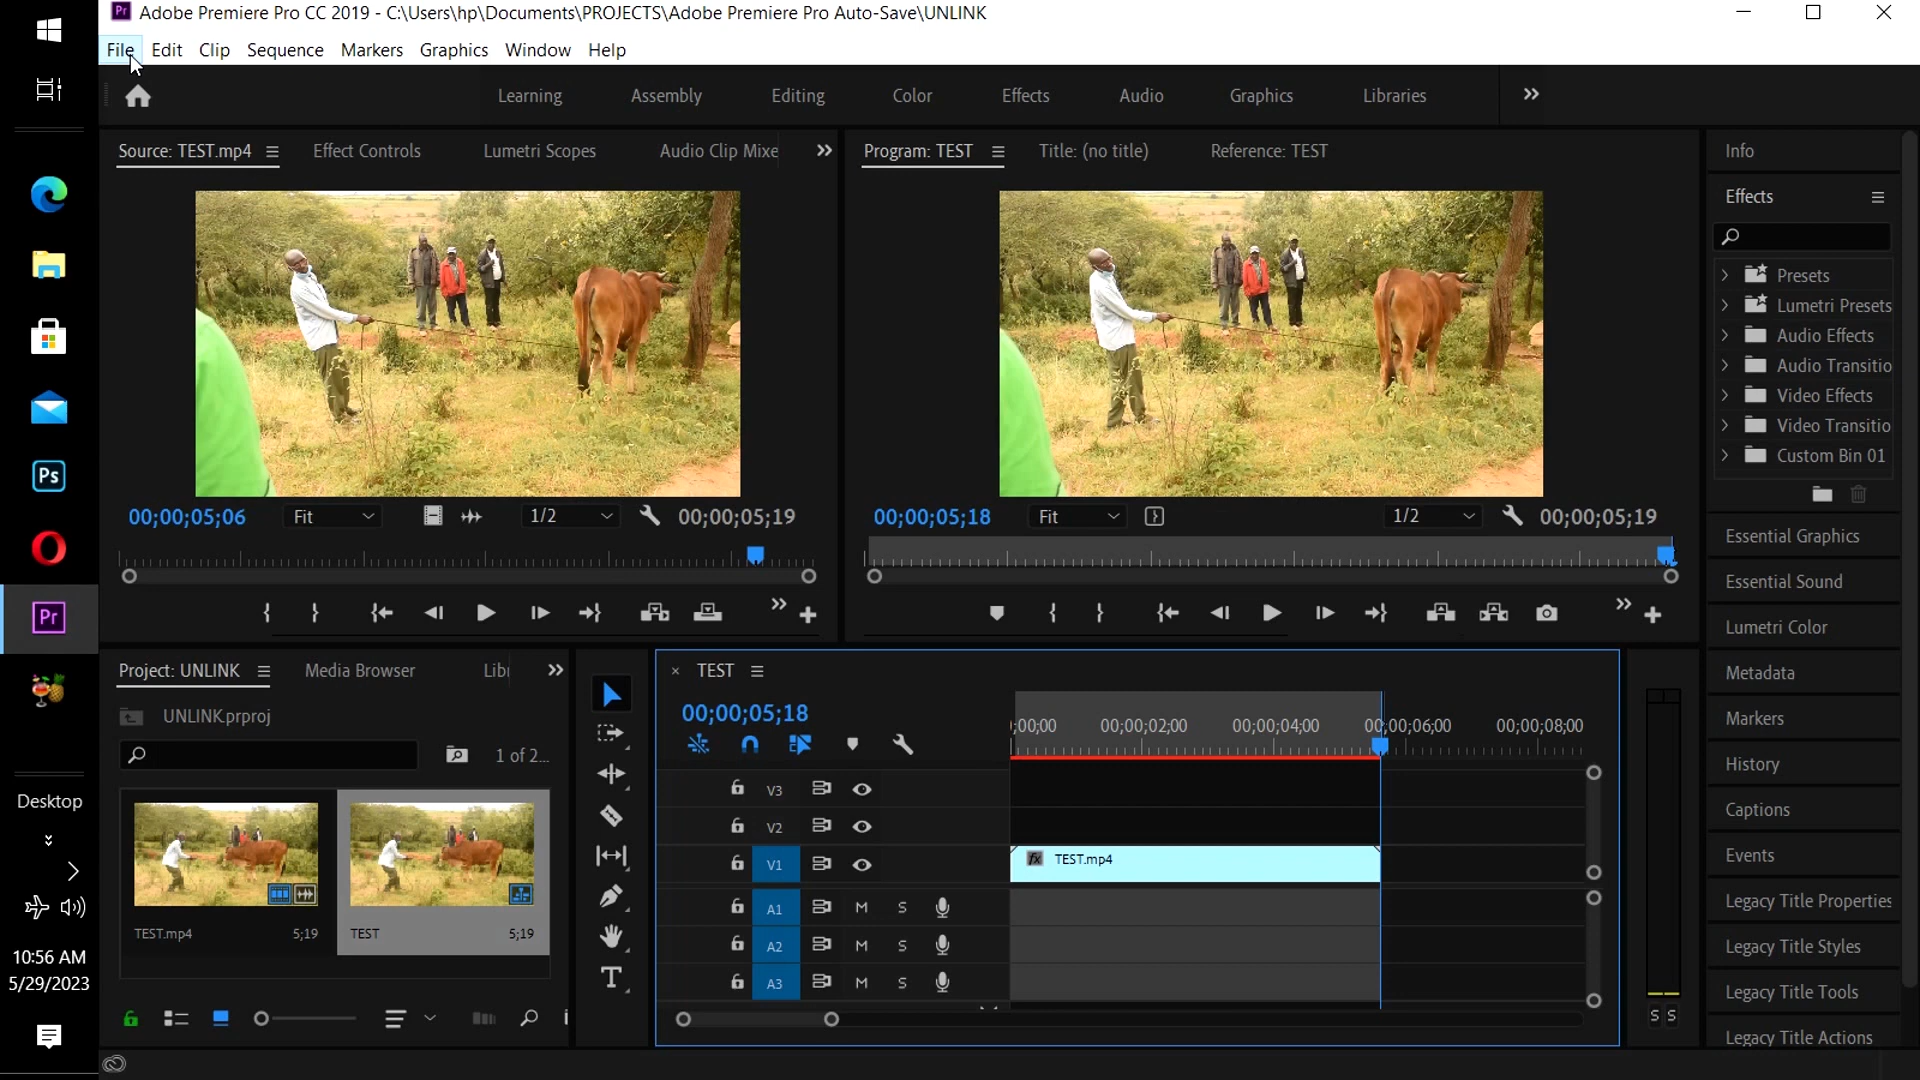 Adobe Premiere Pro CC 2019 - C:\Users\hp\Documents\PROJECTS\Adobe Premiere Pro Auto-Save\UNLINK
File Edit Clip Sequence Markers Graphics Window Help
Learning Assembly Editing Color Effects Audio Graphics Libraries
Source: TEST.mp4 Effect Controls Lumetri Scopes Audio Clip Mixe
Program: TEST Title: (no title) Reference: TEST
Info
Effects
Presets
Lumetri Presets
Audio Effects
Audio Transitio
Video Effects
Video Transitio
Custom Bin 01
00;00;05;06 Fit 1/2 00;00;05;19
00;00;05;18 Fit 1/2 00;00;05;19
Essential Graphics
Essential Sound
Lumetri Color
Metadata
Markers
History
Captions
Events
Legacy Title Properties
Legacy Title Styles
Legacy Title Tools
Legacy Title Actions
Project: UNLINK Media Browser Lib
UNLINK.prproj
1 of 2...
TEST.mp4 5;19
TEST 5;19
TEST
00;00;05;18
;00;00 00;00;02;00 00;00;04;00 00;00;06;00 00;00;08;00
V3
V2
V1 fx TEST.mp4
A1 M S
A2 M S
A3 M S
S S
Ps
Pr
Desktop
10:56 AM
5/29/2023